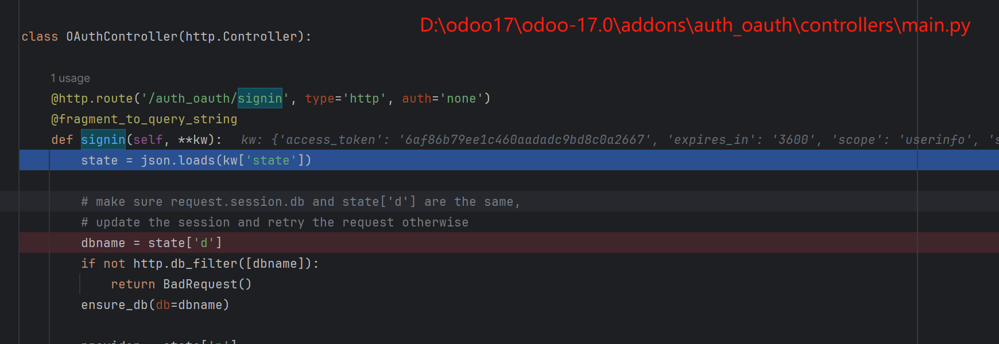 D:\odoo17\odoo-17.0\addons\auth_oauth\controllers\main.py
class OAuthController(http.Controller):
1 usage
@http.route('/auth_oauth/signin', type='http', auth='none')
@fragment_to_query_string
def signin(self, **kw):   kw: {'access_token': '6af86b79ee1c460aadadc9bd8c0a2667', 'expires_in': '3600', 'scope': 'userinfo', 's
state = json.loads(kw['state'])
# make sure request.session.db and state['d'] are the same,
# update the session and retry the request otherwise
dbname = state['d']
if not http.db_filter([dbname]):
return BadRequest()
ensure_db(db=dbname)